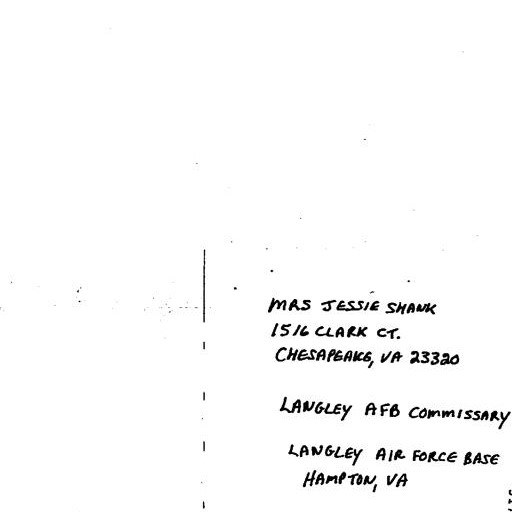 MRS JESSIE SHANK
1516 CLARK CT.
CHESAPEAKE, VA 23320
LANGLEY AFB COMMISSARY
LANGLEY AIR FORCE BASE
HAMPTON, VA